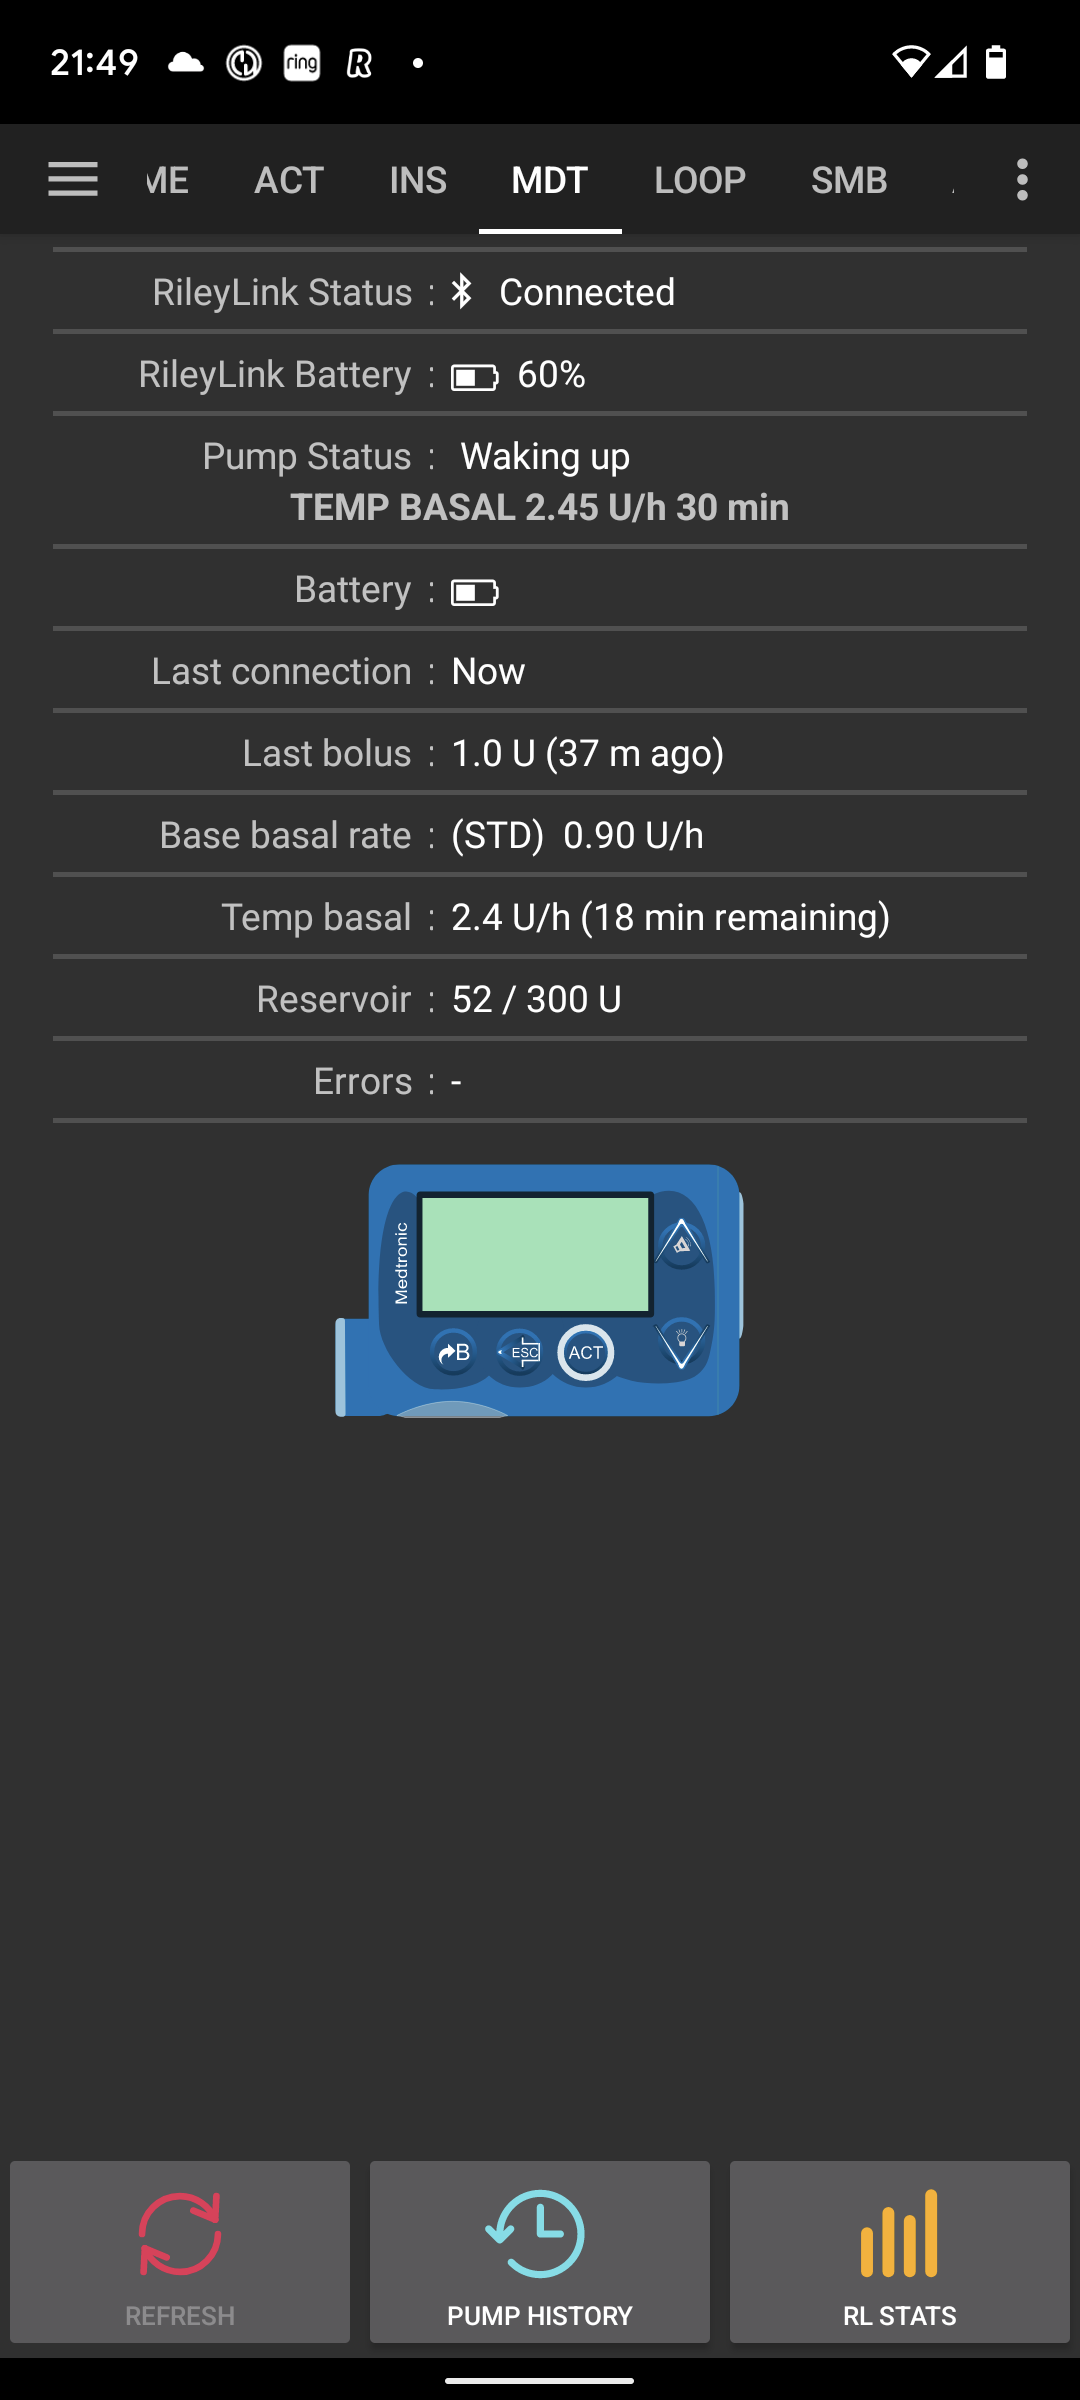 21:49 ring R
ME ACT INS MDT LOOP SMB
RileyLink Status : Connected
RileyLink Battery : 60%
Pump Status : Waking up
TEMP BASAL 2.45 U/h 30 min
Battery :
Last connection : Now
Last bolus : 1.0 U (37 m ago)
Base basal rate : (STD) 0.90 U/h
Temp basal : 2.4 U/h (18 min remaining)
Reservoir : 52 / 300 U
Errors : -
Medtronic
B ESC ACT
REFRESH PUMP HISTORY RL STATS